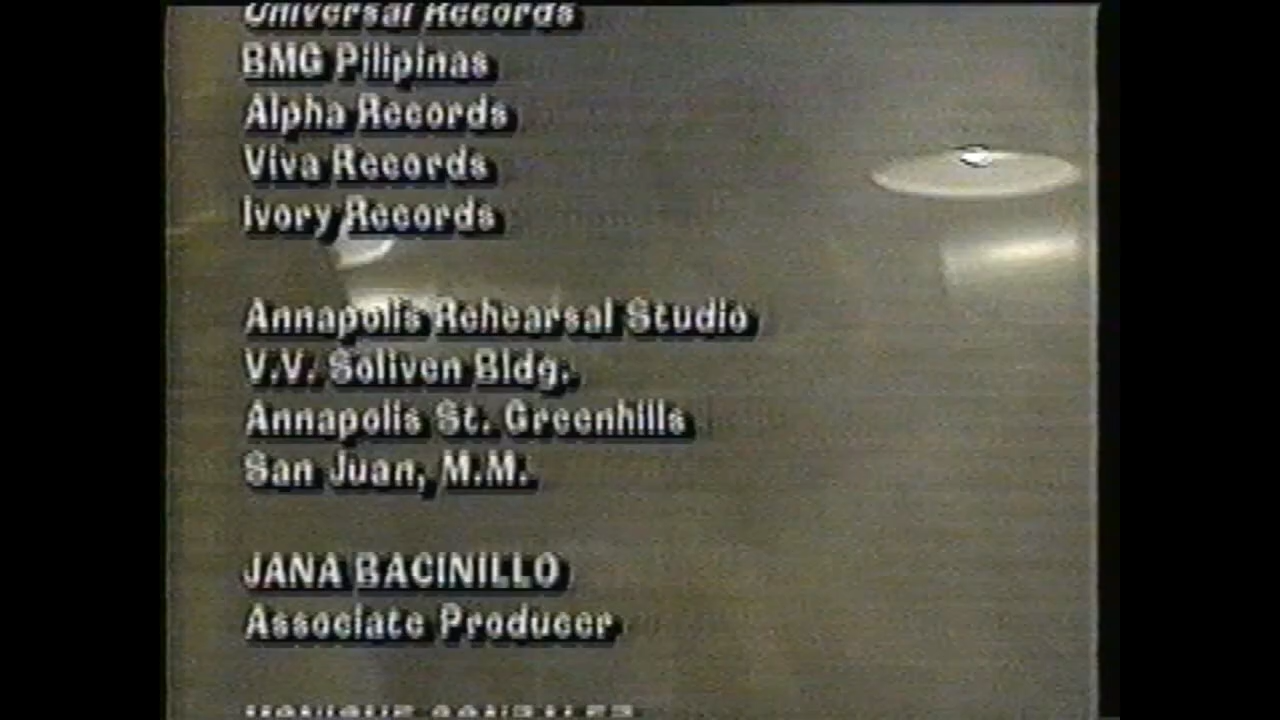 Universal Records
BMG Pilipinas
Alpha Records
Viva Records
Ivory Records
Annapolis Rehearsal Studio
V.V. Soliven Bldg.
Annapolis St. Greenhills
San Juan, M.M.
JANA BACINILLO
Associate Producer